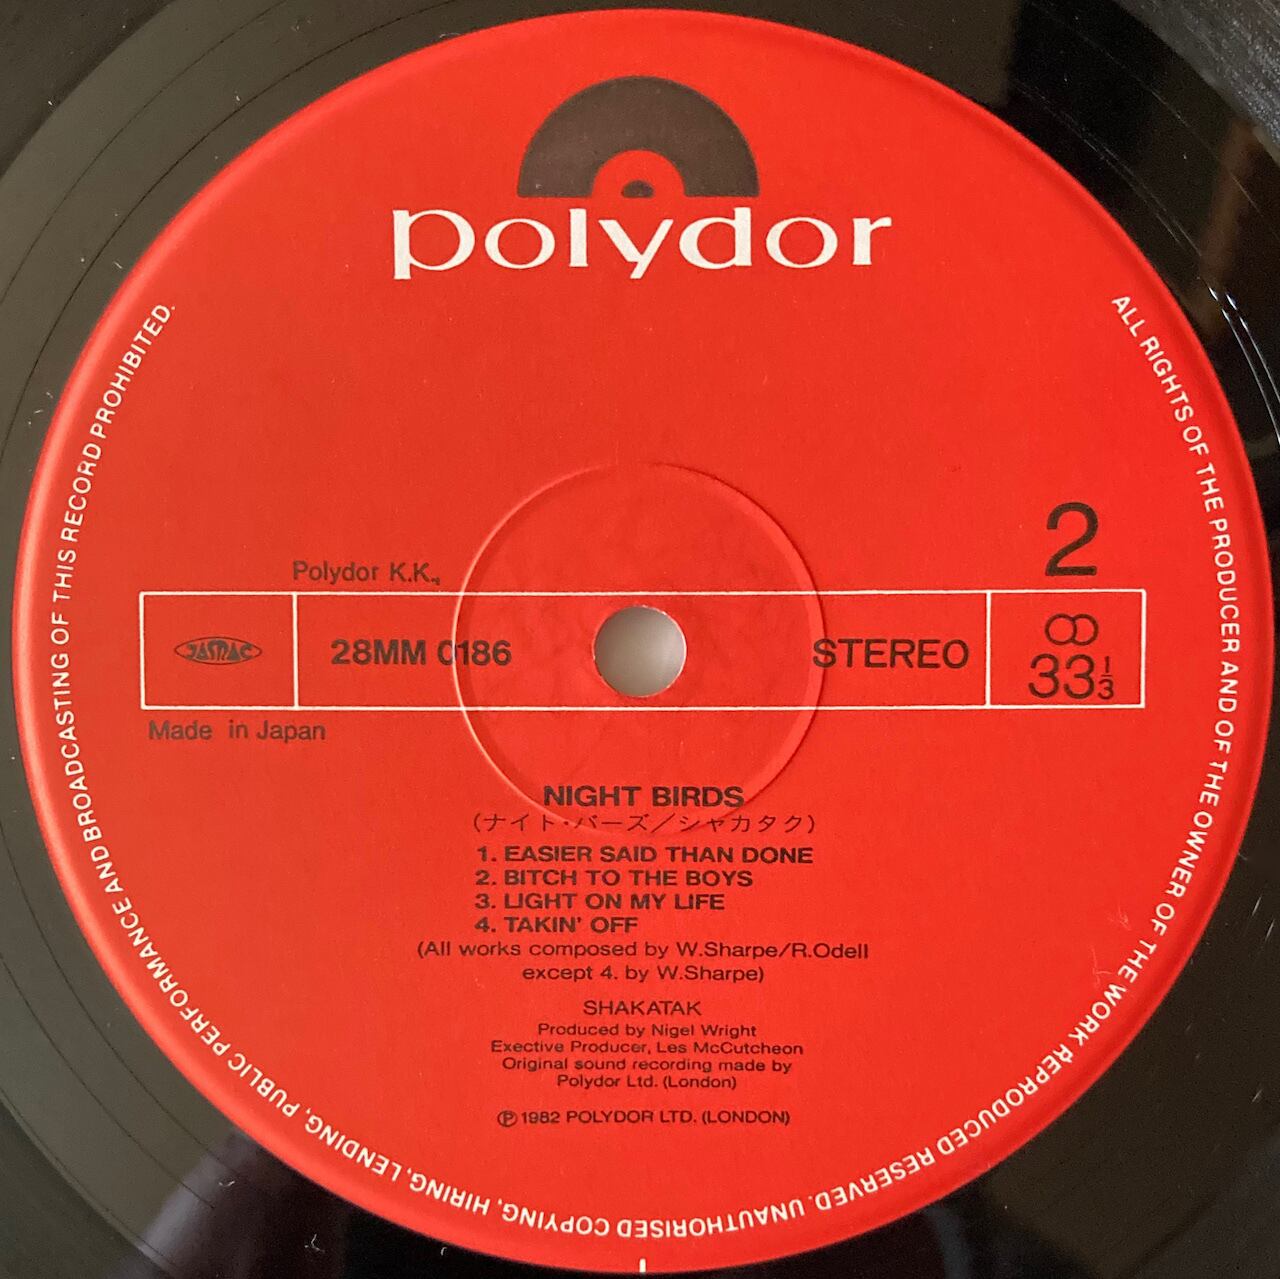 polydor
ALL RIGHTS OF THE PRODUCER AND OF THE OWNER OF THE WORK REPRODUCED RESERVED. UNAUTHORISED COPYING, HIRING, LENDING, PUBLIC PERFORMANCE AND BROADCASTING OF THIS RECORD PROHIBITED.
2
Polydor K.K.,
JASRAC
28MM 0186
STEREO
33 1/3
Made in Japan
NIGHT BIRDS
(ナイト・バーズ/シャカタク)
1. EASIER SAID THAN DONE
2. BITCH TO THE BOYS
3. LIGHT ON MY LIFE
4. TAKIN' OFF
(All works composed by W.Sharpe/R.Odell
except 4. by W.Sharpe)
SHAKATAK
Produced by Nigel Wright
Exective Producer, Les McCutcheon
Original sound recording made by
Polydor Ltd. (London)
℗ 1982 POLYDOR LTD. (LONDON)